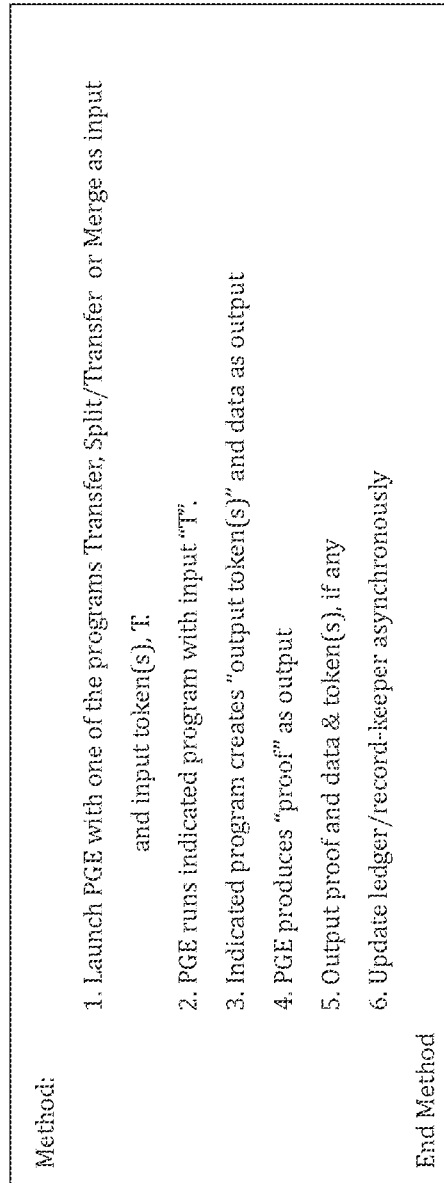 Method:
1. Launch PGE with one of the programs Transfer, Split/Transfer or Merge as input
and input token(s), T.
2. PGE runs indicated program with input "T".
3. Indicated program creates "output token(s)" and data as output
4. PGE produces "proof" as output
5. Output proof and data & token(s), if any
6. Update ledger/record-keeper asynchronously
End Method